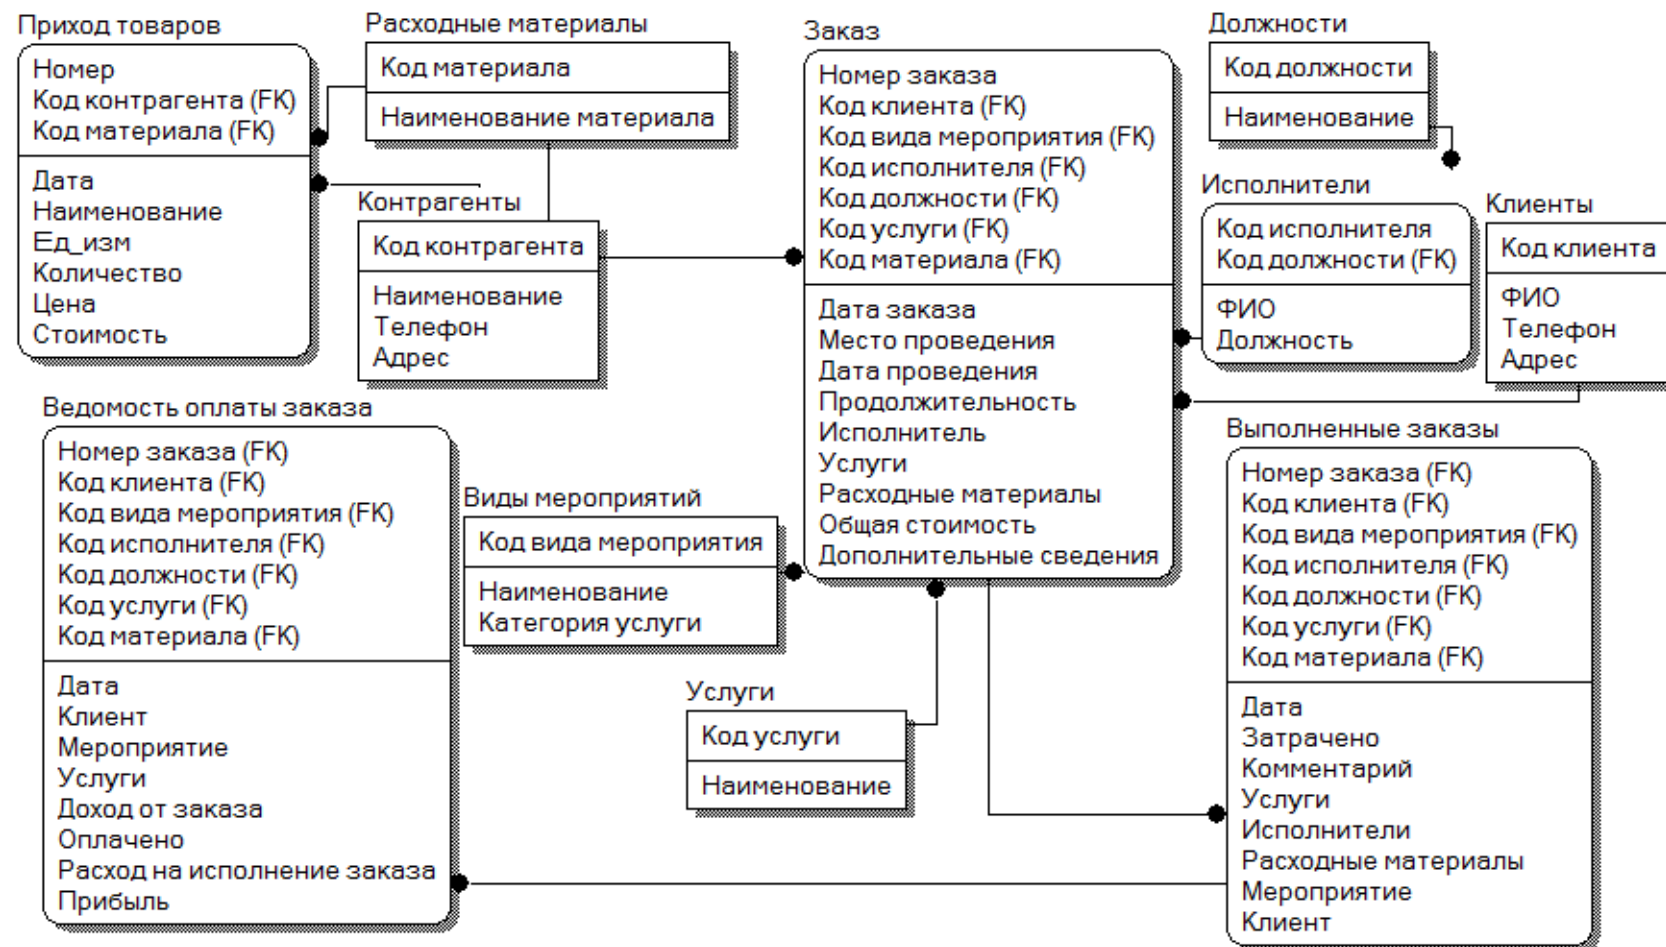 Приход товаров
Номер
Код контрагента (FK)
Код материала (FK)
Дата
Наименование
Ед_изм
Количество
Цена
Стоимость
Расходные материалы
Код материала
Наименование материала
Контрагенты
Код контрагента
Наименование
Телефон
Адрес
Заказ
Номер заказа
Код клиента (FK)
Код вида мероприятия (FK)
Код исполнителя (FK)
Код должности (FK)
Код услуги (FK)
Код материала (FK)
Дата заказа
Место проведения
Дата проведения
Продолжительность
Исполнитель
Услуги
Расходные материалы
Общая стоимость
Дополнительные сведения
Должности
Код должности
Наименование
Исполнители
Код исполнителя
Код должности (FK)
ФИО
Должность
Клиенты
Код клиента
ФИО
Телефон
Адрес
Ведомость оплаты заказа
Номер заказа (FK)
Код клиента (FK)
Код вида мероприятия (FK)
Код исполнителя (FK)
Код должности (FK)
Код услуги (FK)
Код материала (FK)
Дата
Клиент
Мероприятие
Услуги
Доход от заказа
Оплачено
Расход на исполнение заказа
Прибыль
Виды мероприятий
Код вида мероприятия
Наименование
Категория услуги
Услуги
Код услуги
Наименование
Выполненные заказы
Номер заказа (FK)
Код клиента (FK)
Код вида мероприятия (FK)
Код исполнителя (FK)
Код должности (FK)
Код услуги (FK)
Код материала (FK)
Дата
Затрачено
Комментарий
Услуги
Исполнители
Расходные материалы
Мероприятие
Клиент